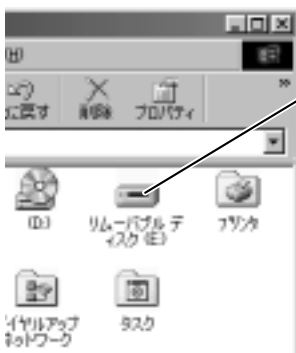 (H)
に戻す 削除 プロパティ »
(D:) リムーバブル ディスク (E:) プリンタ
イヤルアップ ネットワーク タスク